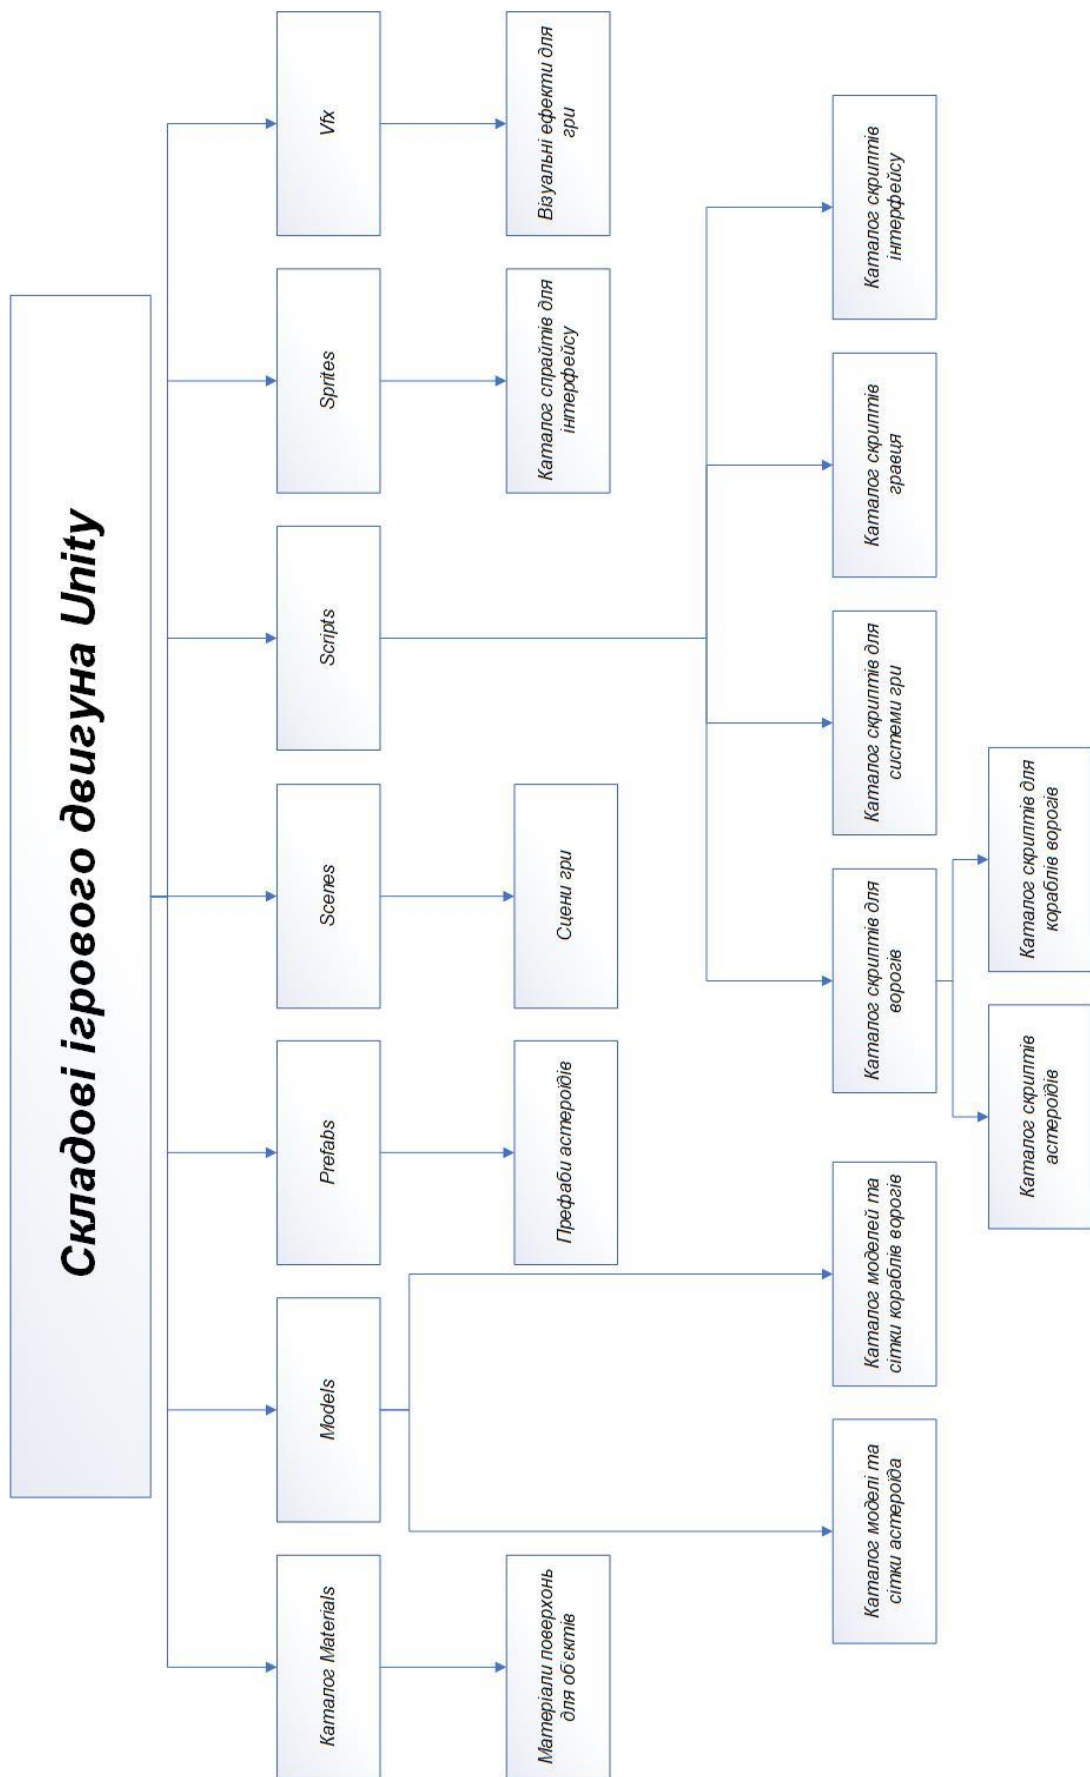 Складові ігрового двигуна Unity
Каталог Materials
Models
Prefabs
Scenes
Scripts
Sprites
Vfx
Матеріали поверхонь
для об'єктів
Префаби астероїдів
Сцени гри
Каталог спрайтів для
інтерфейсу
Візуальні ефекти для
гри
Каталог моделі та
сітки астероїда
Каталог моделей та
сітки кораблів ворогів
Каталог скриптів для
ворогів
Каталог скриптів для
системи гри
Каталог скриптів
гравця
Каталог скриптів
інтерфейсу
Каталог скриптів
астероїдів
Каталог скриптів для
кораблів ворогів